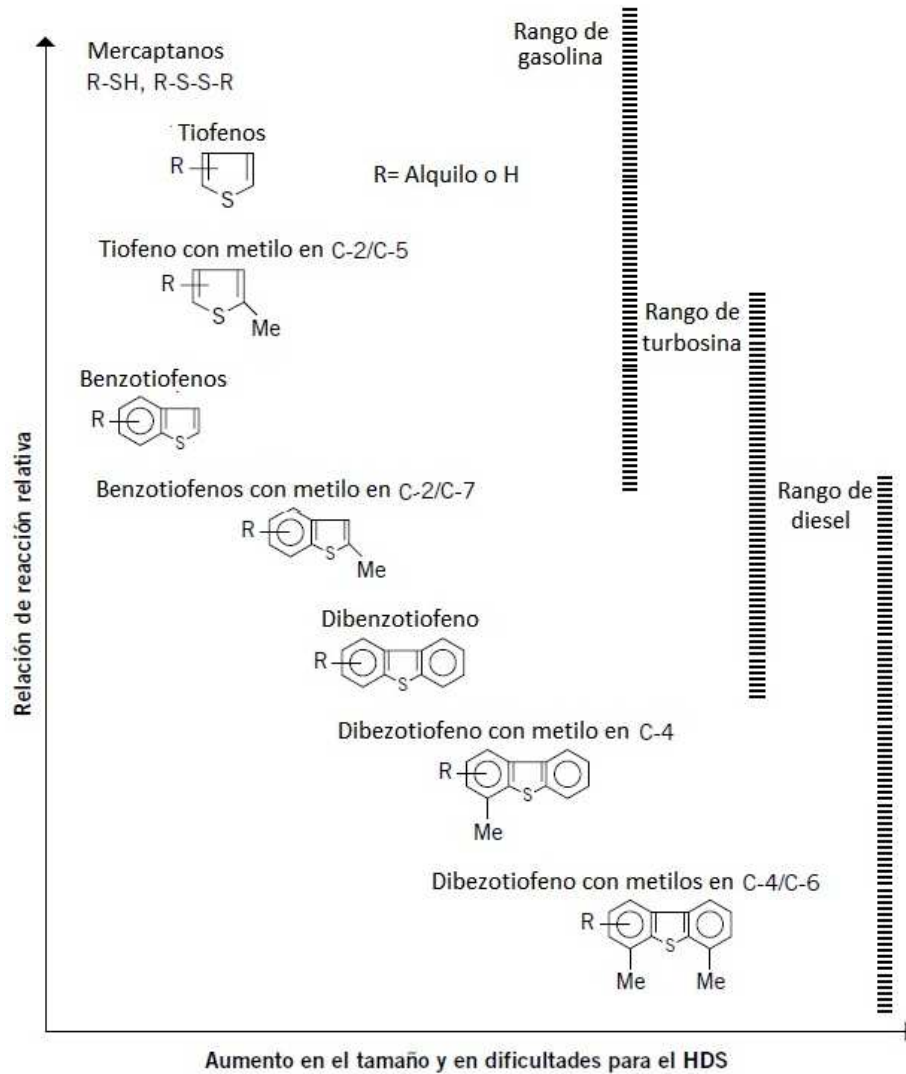 Rango de
gasolina
Mercaptanos
R-SH, R-S-S-R
Tiofenos
R
S
R= Alquilo o H
Tiofeno con metilo en C-2/C-5
R
S
Me
Rango de
turbosina
Benzotiofenos
R
S
Benzotiofenos con metilo en C-2/C-7
R
S
Me
Rango de
diesel
Dibenzotiofeno
R
S
Dibezotiofeno con metilo en C-4
R
S
Me
Dibezotiofeno con metilos en C-4/C-6
R
S
Me Me
Relación de reacción relativa
Aumento en el tamaño y en dificultades para el HDS